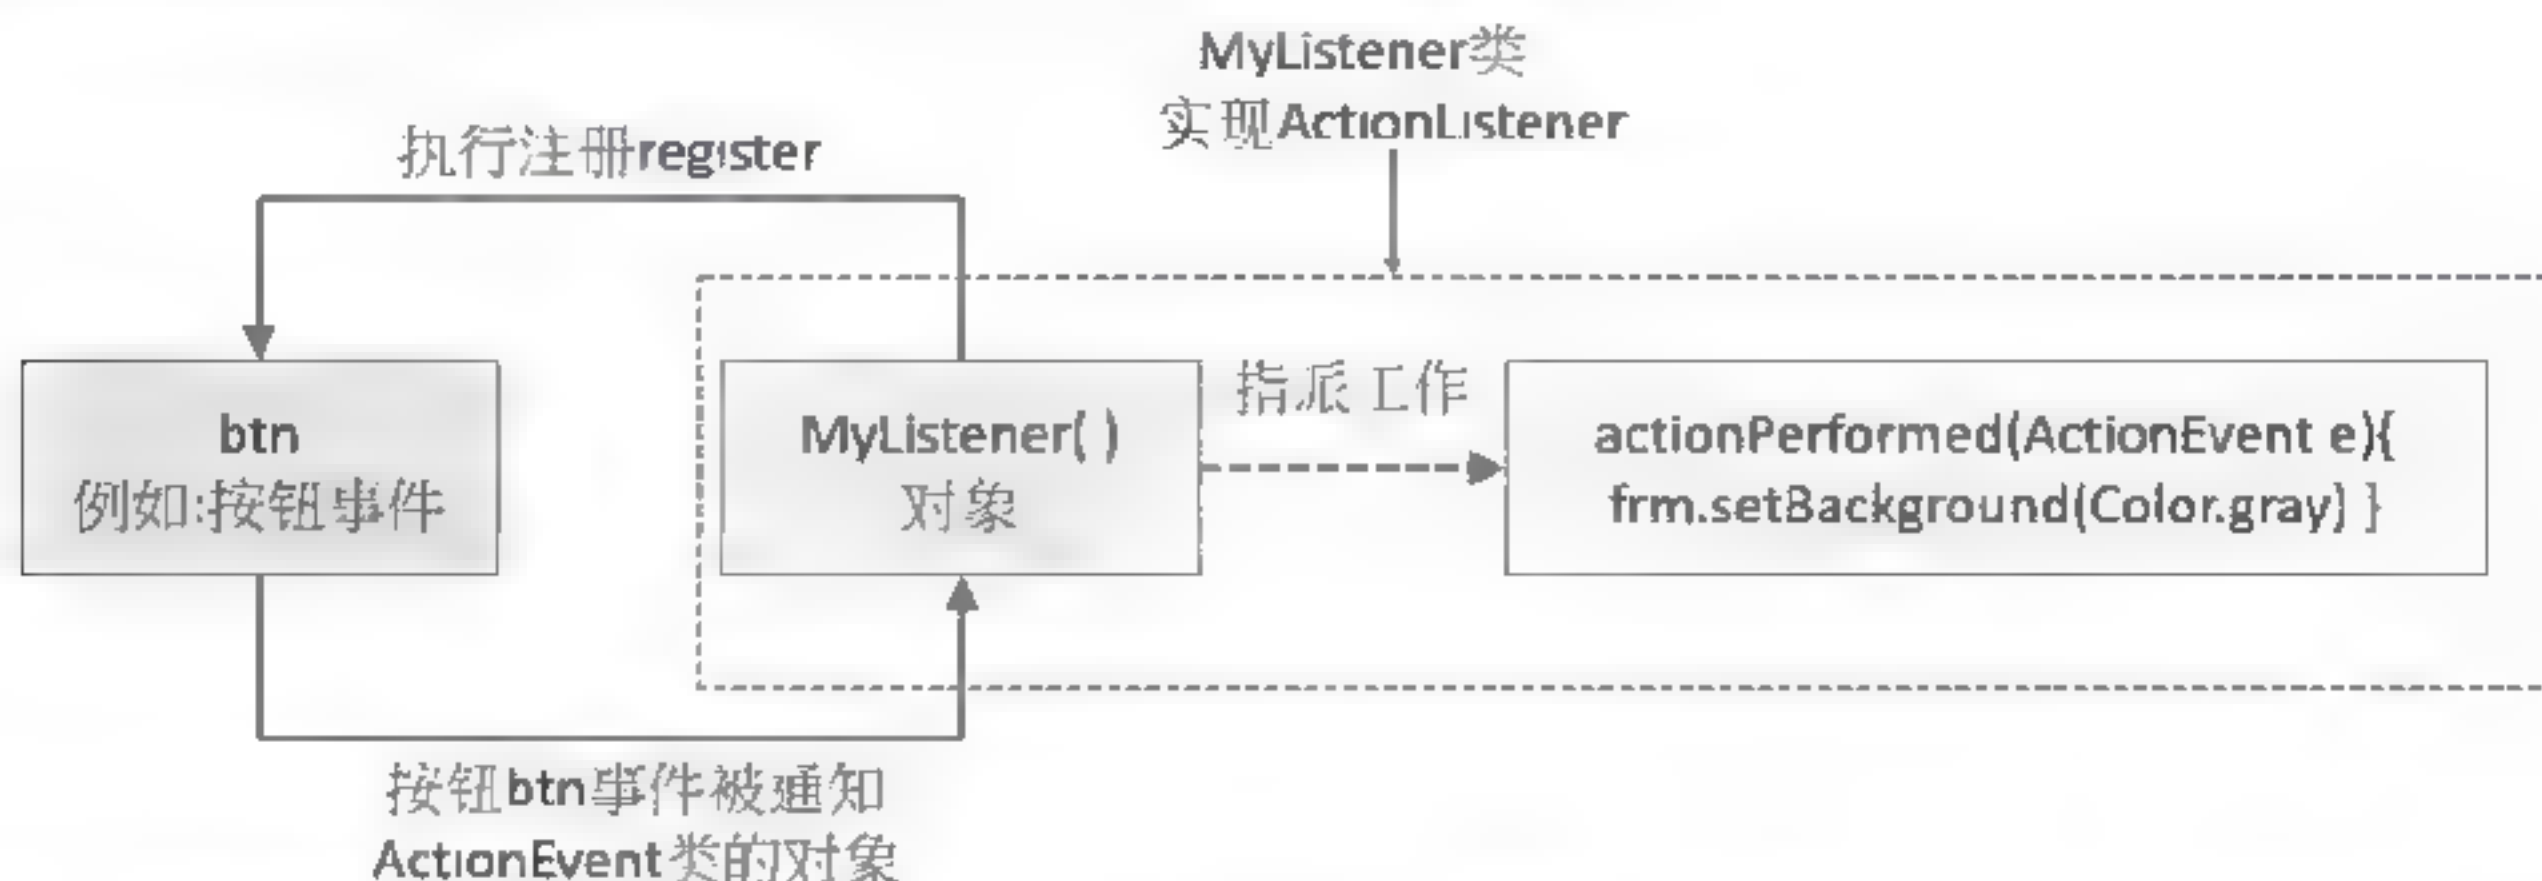 MyListener类
实现ActionListener
执行注册register
btn
例如:按钮事件
MyListener( )
对象
指派工作
actionPerformed(ActionEvent e){
frm.setBackground(Color.gray) }
按钮btn事件被通知
ActionEvent类的对象